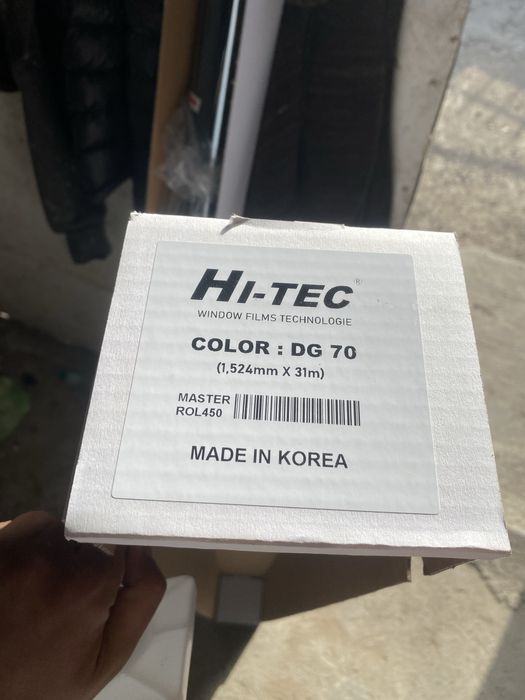 HI-TEC®
WINDOW FILMS TECHNOLOGIE
COLOR : DG 70
(1,524mm X 31m)
MASTER
ROL450
MADE IN KOREA